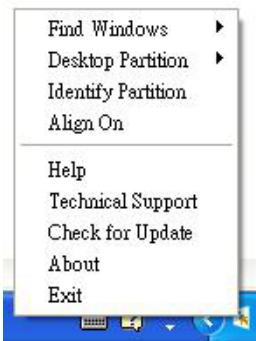 Find Windows
Desktop Partition
Identify Partition
Align On
Help
Technical Support
Check for Update
About
Exit